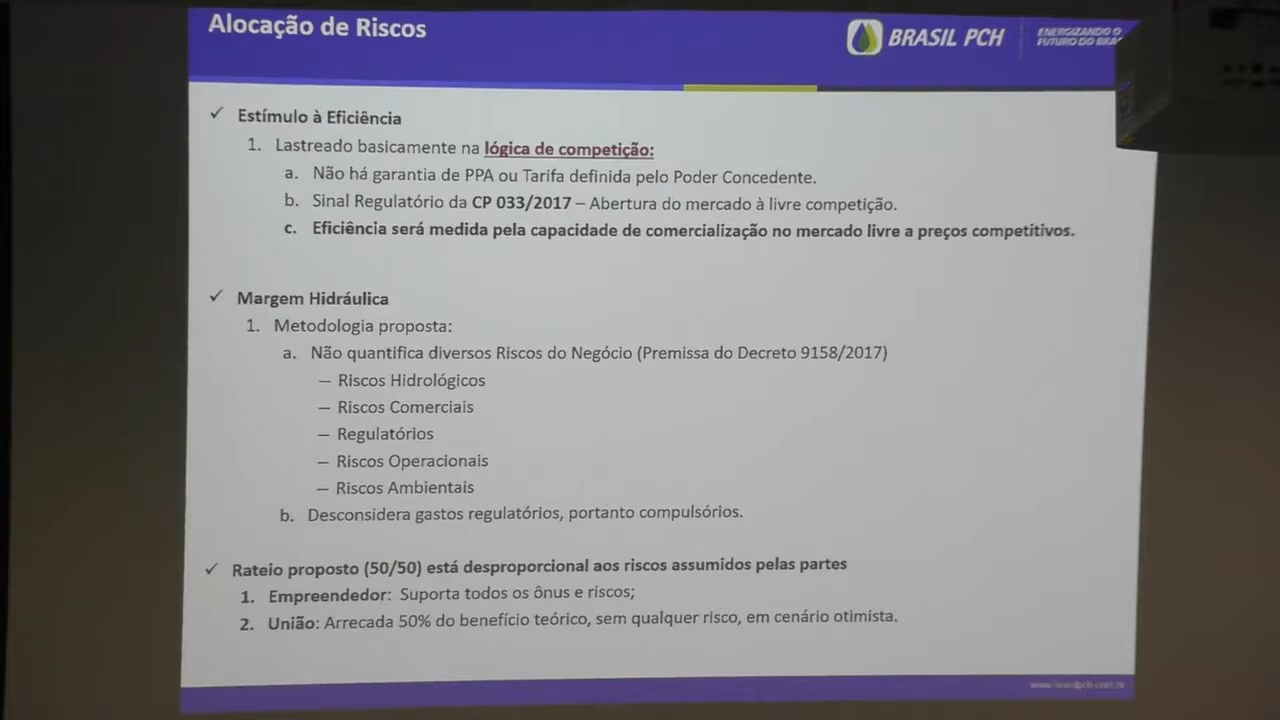 Alocação de Riscos
BRASIL PCH
ENERGIZANDO O
FUTURO DO
✓ Estímulo à Eficiência
1. Lastreado basicamente na lógica de competição:
a. Não há garantia de PPA ou Tarifa definida pelo Poder Concedente.
b. Sinal Regulatório da CP 033/2017 – Abertura do mercado à livre competição.
c. Eficiência será medida pela capacidade de comercialização no mercado livre a preços competitivos.
✓ Margem Hidráulica
1. Metodologia proposta:
a. Não quantifica diversos Riscos do Negócio (Premissa do Decreto 9158/2017)
– Riscos Hidrológicos
– Riscos Comerciais
– Regulatórios
– Riscos Operacionais
– Riscos Ambientais
b. Desconsidera gastos regulatórios, portanto compulsórios.
✓ Rateio proposto (50/50) está desproporcional aos riscos assumidos pelas partes
1. Empreendedor: Suporta todos os ônus e riscos;
2. União: Arrecada 50% do benefício teórico, sem qualquer risco, em cenário otimista.